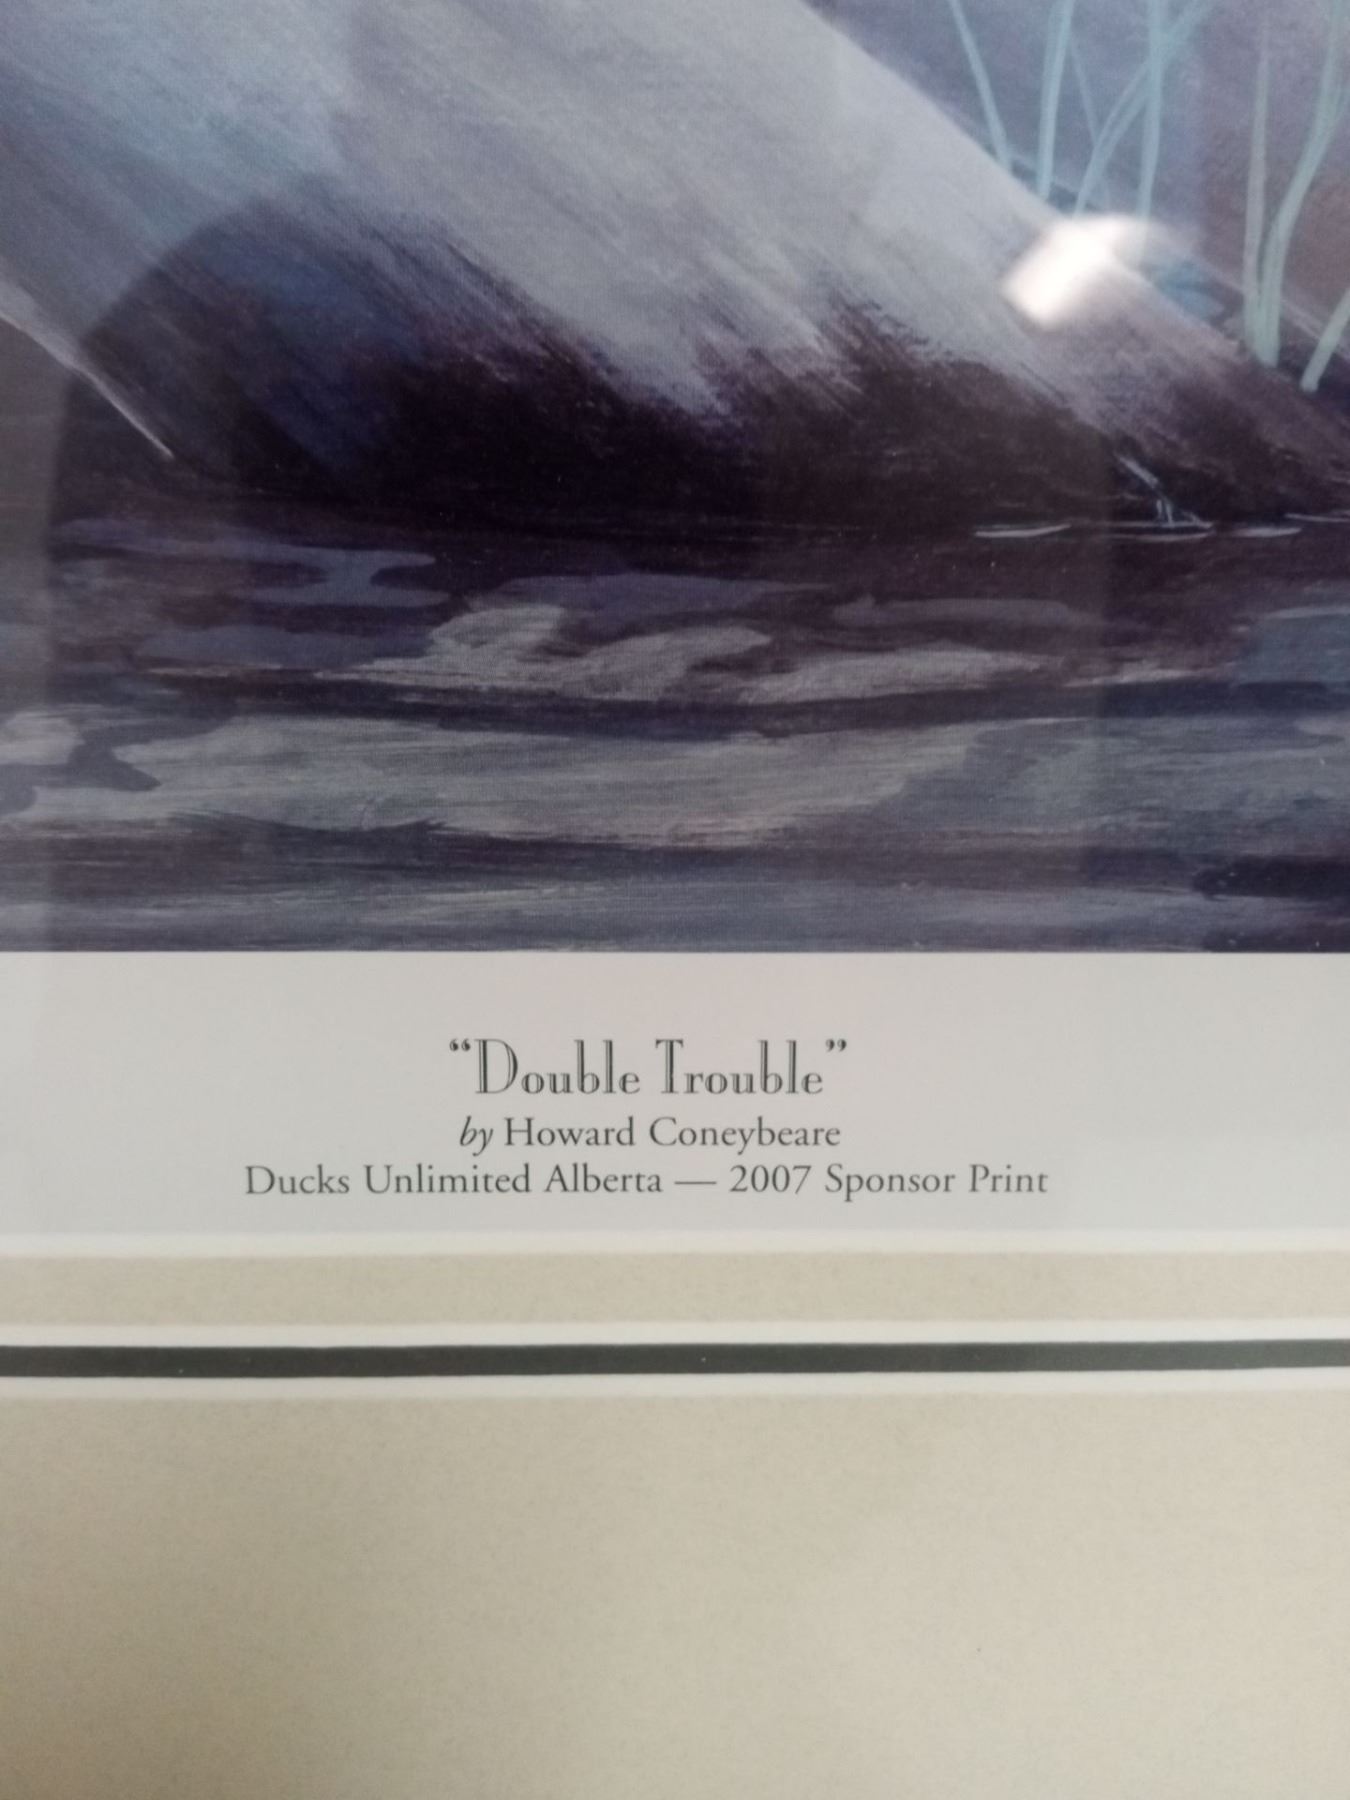 “Double Trouble”
by Howard Coneybeare
Ducks Unlimited Alberta — 2007 Sponsor Print